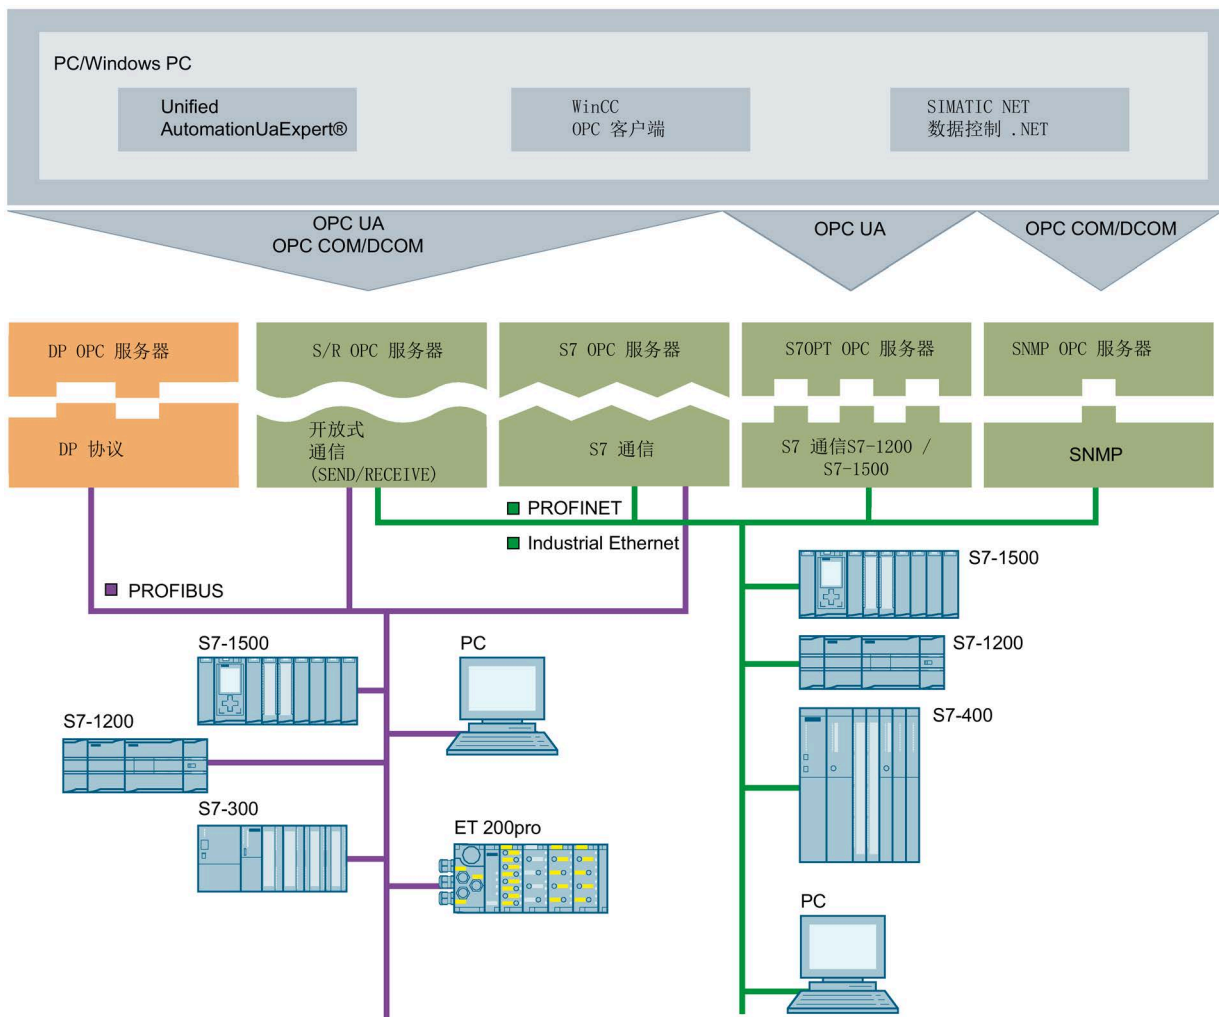 PC/Windows PC
Unified
AutomationUaExpert®
WinCC
OPC 客户端
SIMATIC NET
数据控制 .NET
OPC UA
OPC COM/DCOM
OPC UA
OPC COM/DCOM
DP OPC 服务器
S/R OPC 服务器
S7 OPC 服务器
S7OPT OPC 服务器
SNMP OPC 服务器
DP 协议
开放式
通信
(SEND/RECEIVE)
S7 通信
S7 通信S7-1200 /
S7-1500
SNMP
PROFINET
Industrial Ethernet
PROFIBUS
S7-1500
PC
S7-1200
S7-300
ET 200pro
S7-1500
S7-1200
S7-400
PC